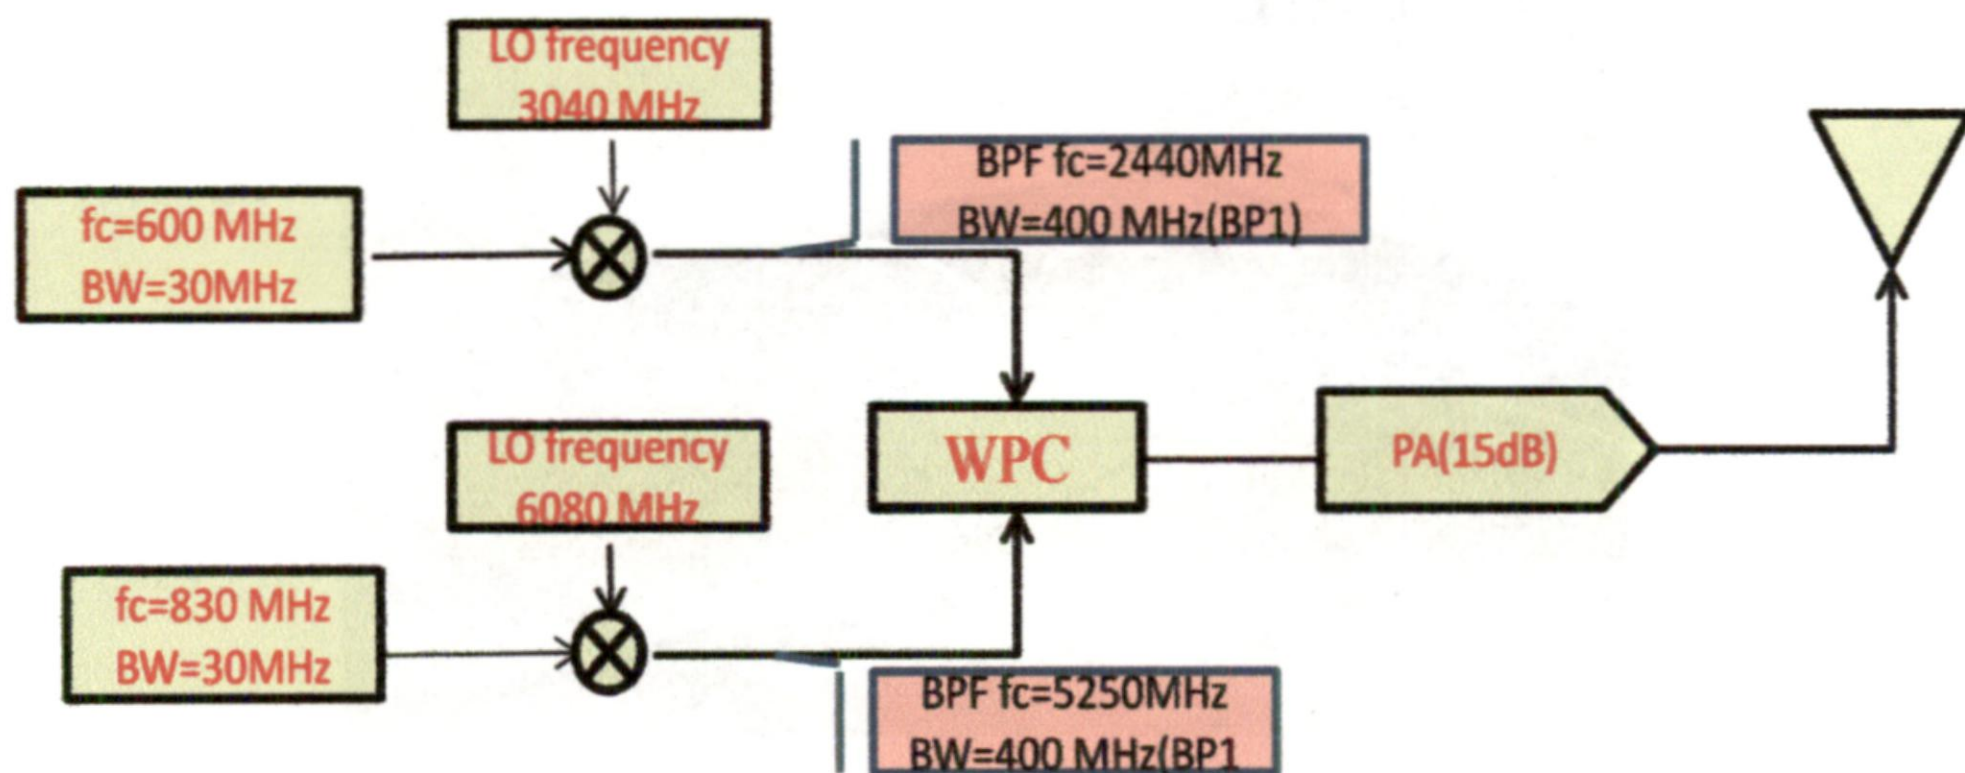 LO frequency
3040 MHz
BPF fc=2440MHz
BW=400 MHz(BP1)
fc=600 MHz
BW=30MHz
LO frequency
6080 MHz
WPC
PA(15dB)
fc=830 MHz
BW=30MHz
BPF fc=5250MHz
BW=400 MHz(BP1